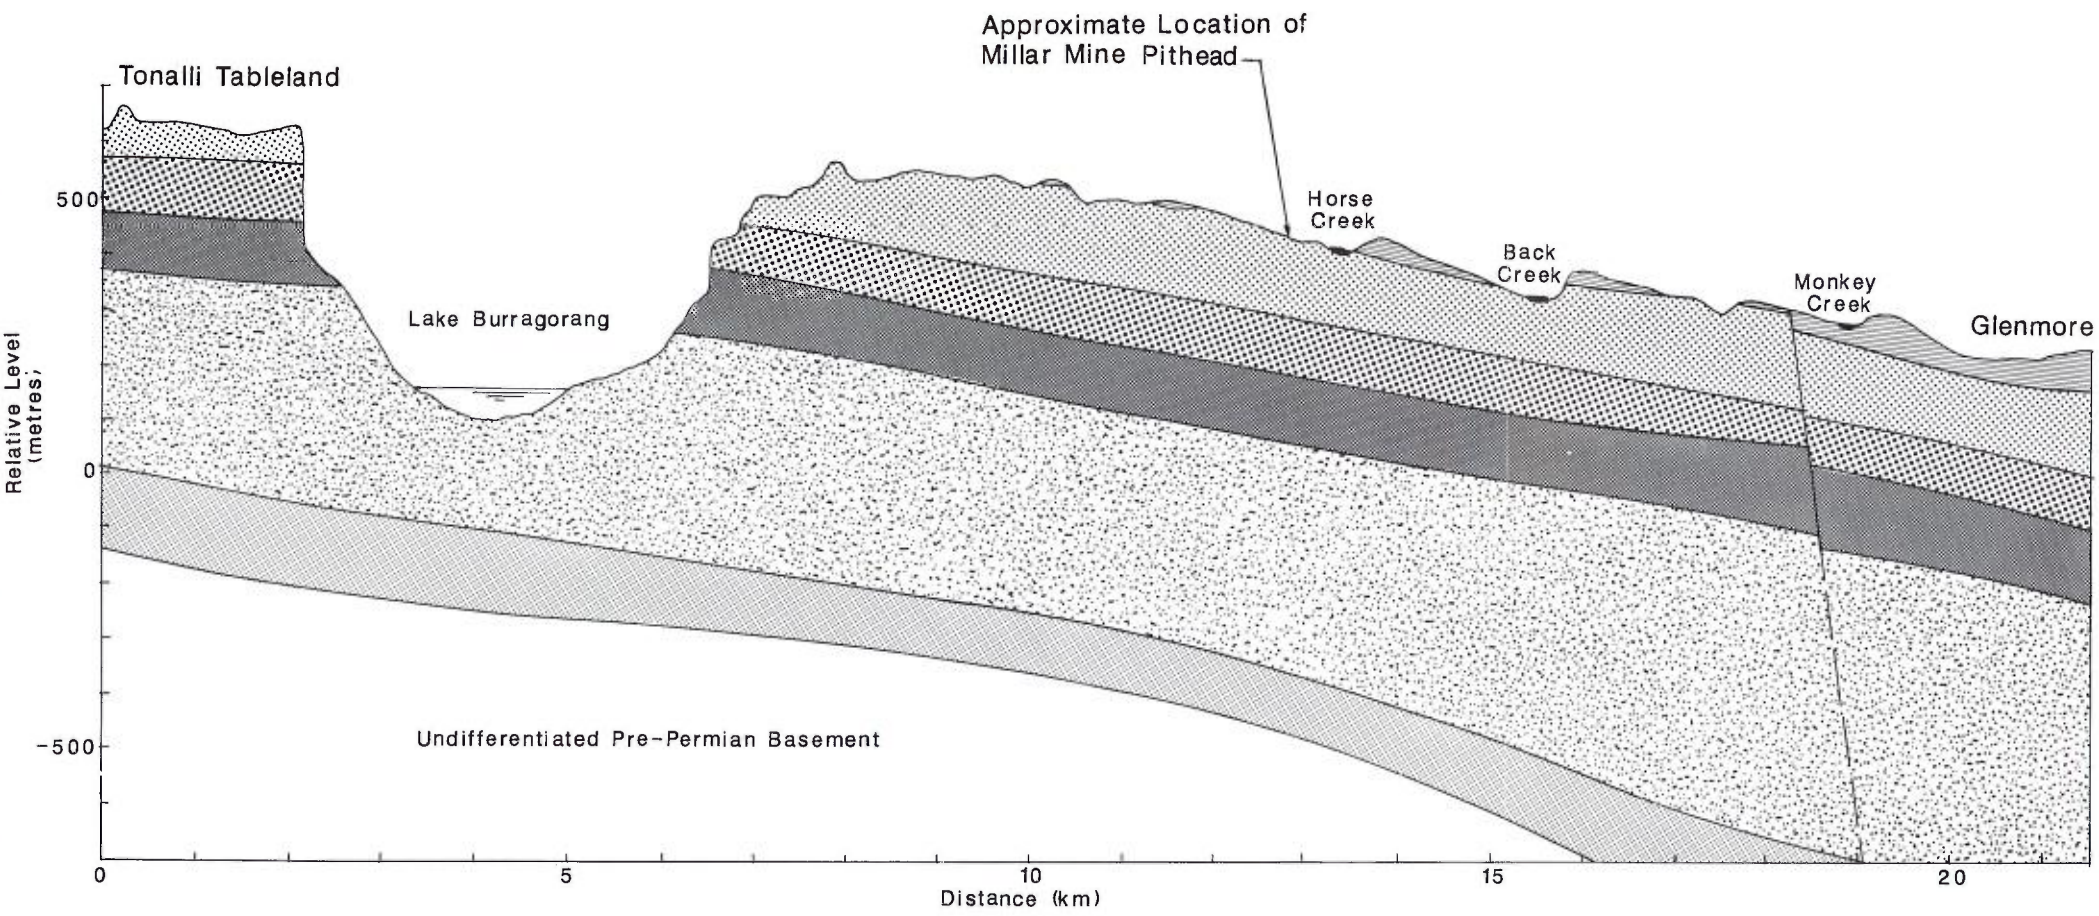 Approximate Location of
Millar Mine Pithead
Tonalli Tableland
500
Horse
Creek
Back
Creek
Monkey
Creek
Glenmore
Lake Burragorang
Relative Level
(metres;
0
Undifferentiated Pre-Permian Basement
-500
0
5
10
15
20
Distance (km)